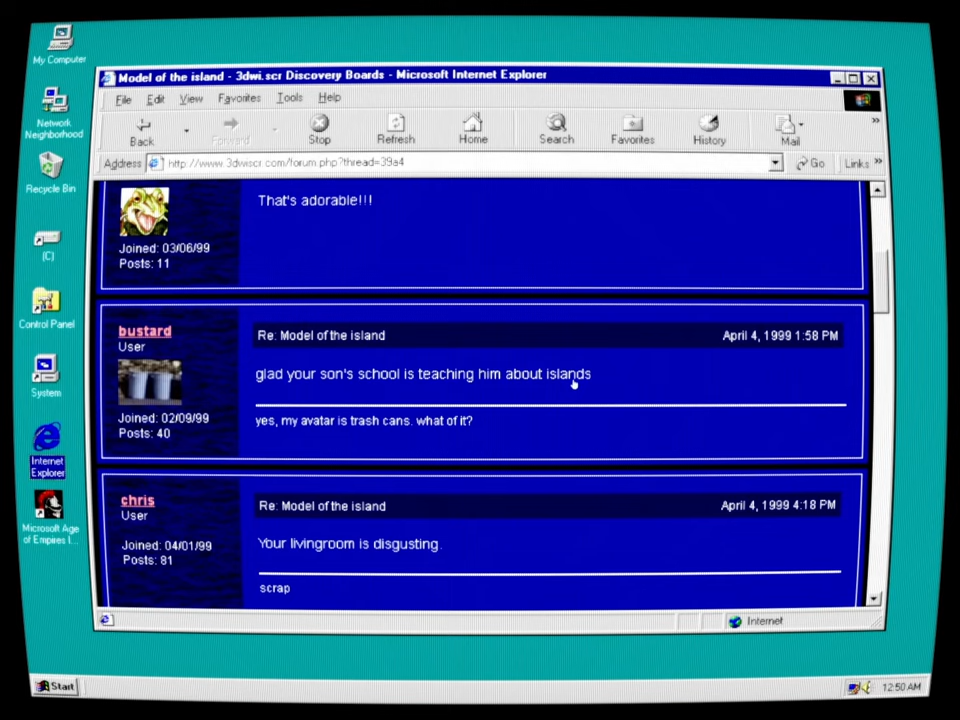 My Computer
Network
Neighborhood
Recycle Bin
(C)
Control Panel
System
Internet
Explorer
Microsoft Age
of Empires I...
Model of the island - 3dwi.scr Discovery Boards - Microsoft Internet Explorer
File Edit View Favorites Tools Help
Back Forward Stop Refresh Home Search Favorites History Mail »
Address http://www.3dwiscr.com/forum.php?thread=39a4 Go Links »
That's adorable!!!
Joined: 03/06/99
Posts: 11
bustard
User
Joined: 02/09/99
Posts: 40
Re: Model of the island April 4, 1999 1:58 PM
glad your son's school is teaching him about islands
yes, my avatar is trash cans. what of it?
chris
User
Joined: 04/01/99
Posts: 81
Re: Model of the island April 4, 1999 4:18 PM
Your livingroom is disgusting.
scrap
Internet
Start 12:50 AM